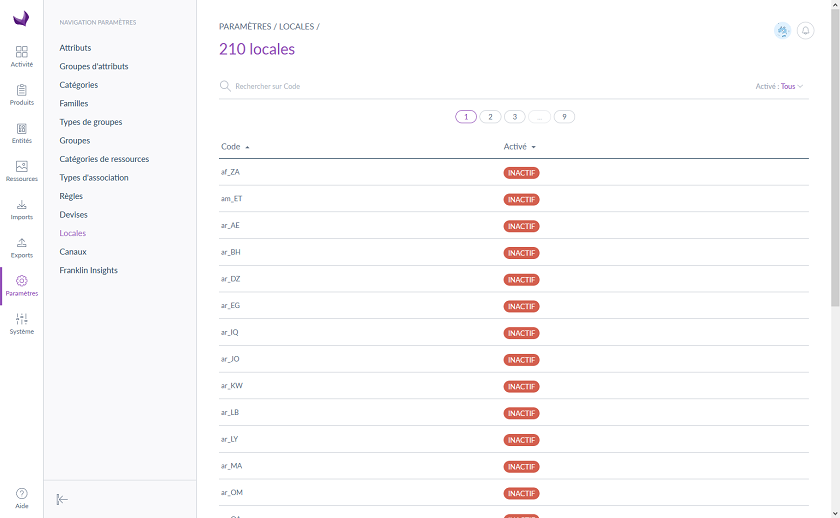 Activité
Produits
Entités
Ressources
Imports
Exports
Paramètres
Système
Aide
NAVIGATION PARAMÈTRES
Attributs
Groupes d'attributs
Catégories
Familles
Types de groupes
Groupes
Catégories de ressources
Types d'association
Règles
Devises
Locales
Canaux
Franklin Insights
PARAMÈTRES / LOCALES /
210 locales
Rechercher sur Code
Activé : Tous
1 2 3 ... 9
Code Activé
af_ZA INACTIF
am_ET INACTIF
ar_AE INACTIF
ar_BH INACTIF
ar_DZ INACTIF
ar_EG INACTIF
ar_IQ INACTIF
ar_JO INACTIF
ar_KW INACTIF
ar_LB INACTIF
ar_LY INACTIF
ar_MA INACTIF
ar_OM INACTIF
INACTIF